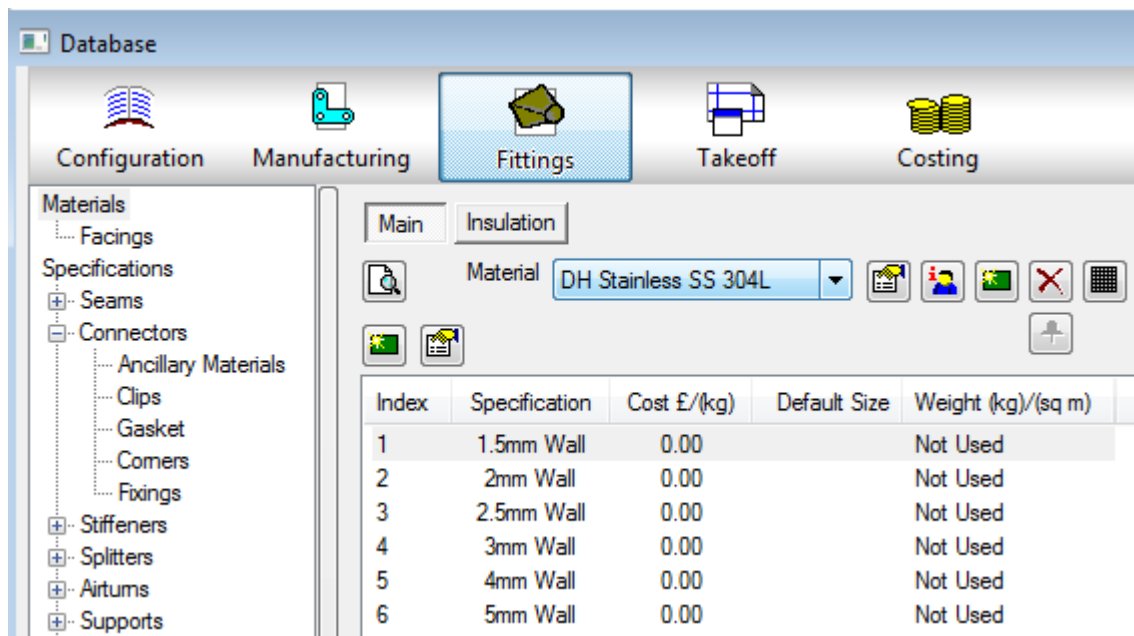 Database
Configuration Manufacturing Fittings Takeoff Costing
Materials
Facings
Specifications
Seams
Connectors
Ancillary Materials
Clips
Gasket
Corners
Fixings
Stiffeners
Splitters
Airturns
Supports
Main Insulation
Material DH Stainless SS 304L
Index Specification Cost £/(kg) Default Size Weight (kg)/(sq m)
1 1.5mm Wall 0.00 Not Used
2 2mm Wall 0.00 Not Used
3 2.5mm Wall 0.00 Not Used
4 3mm Wall 0.00 Not Used
5 4mm Wall 0.00 Not Used
6 5mm Wall 0.00 Not Used